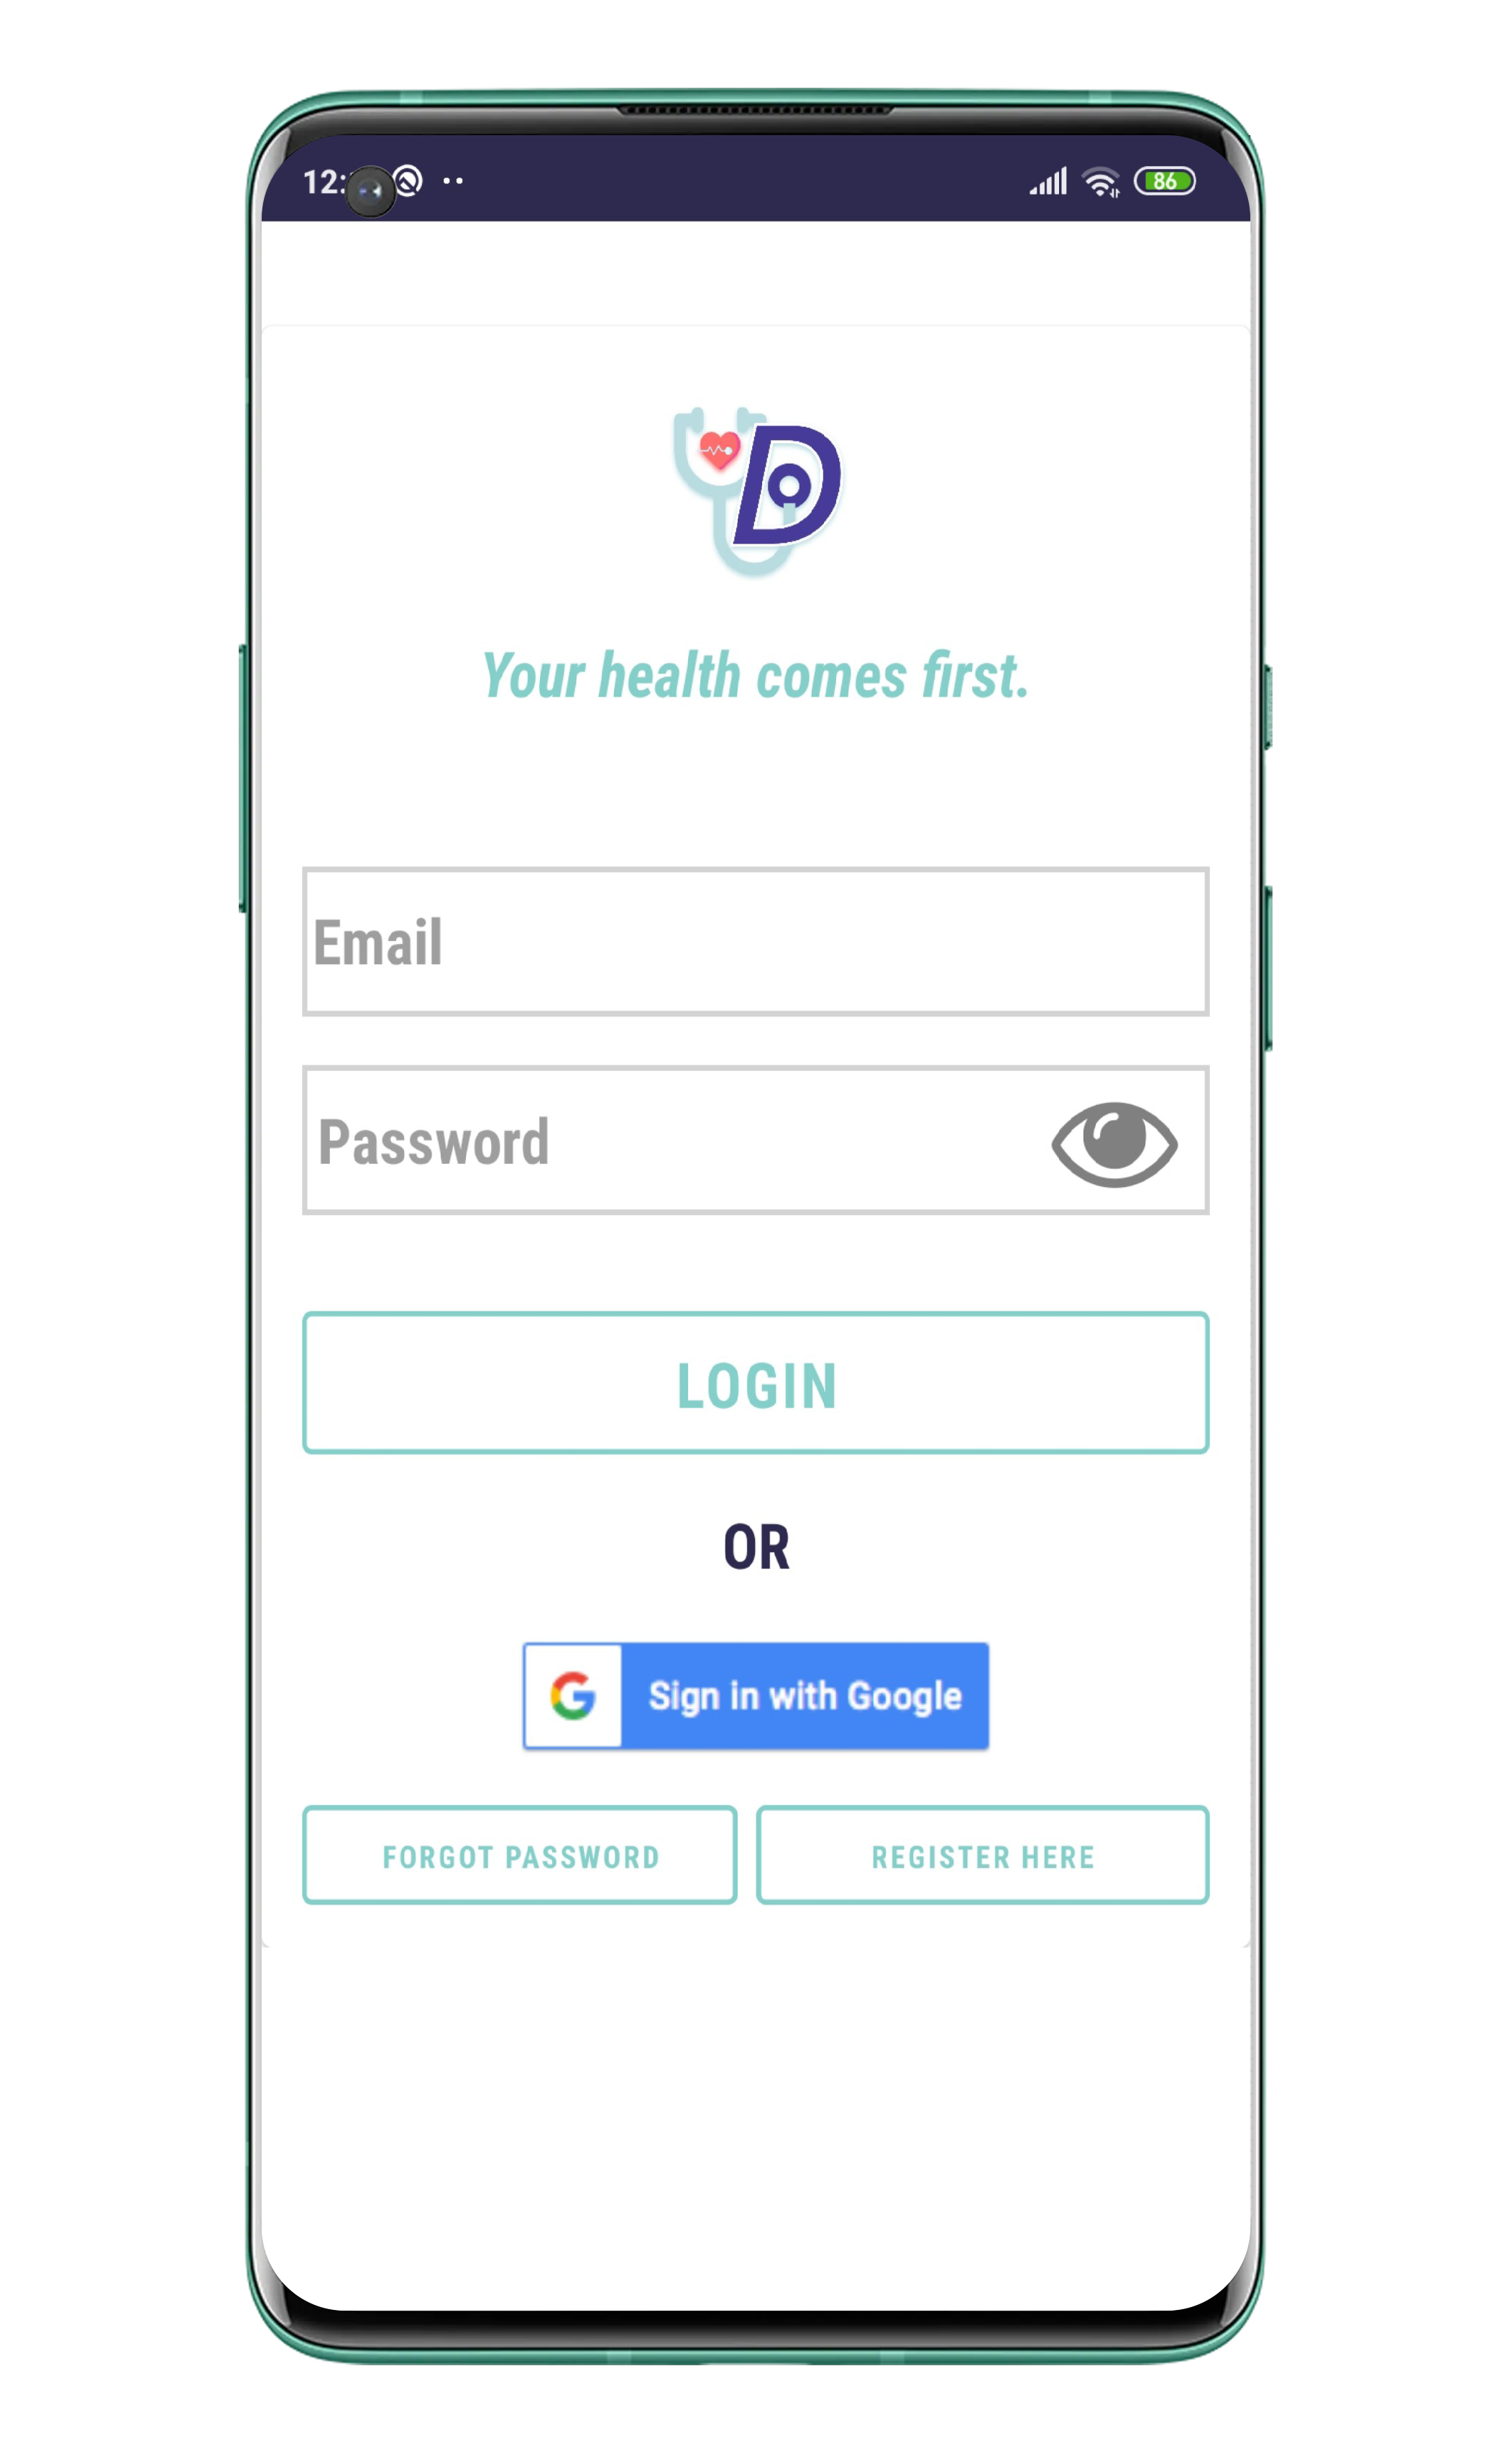 12:
86
D
Your health comes first.
Email
Password
LOGIN
OR
G Sign in with Google
FORGOT PASSWORD
REGISTER HERE